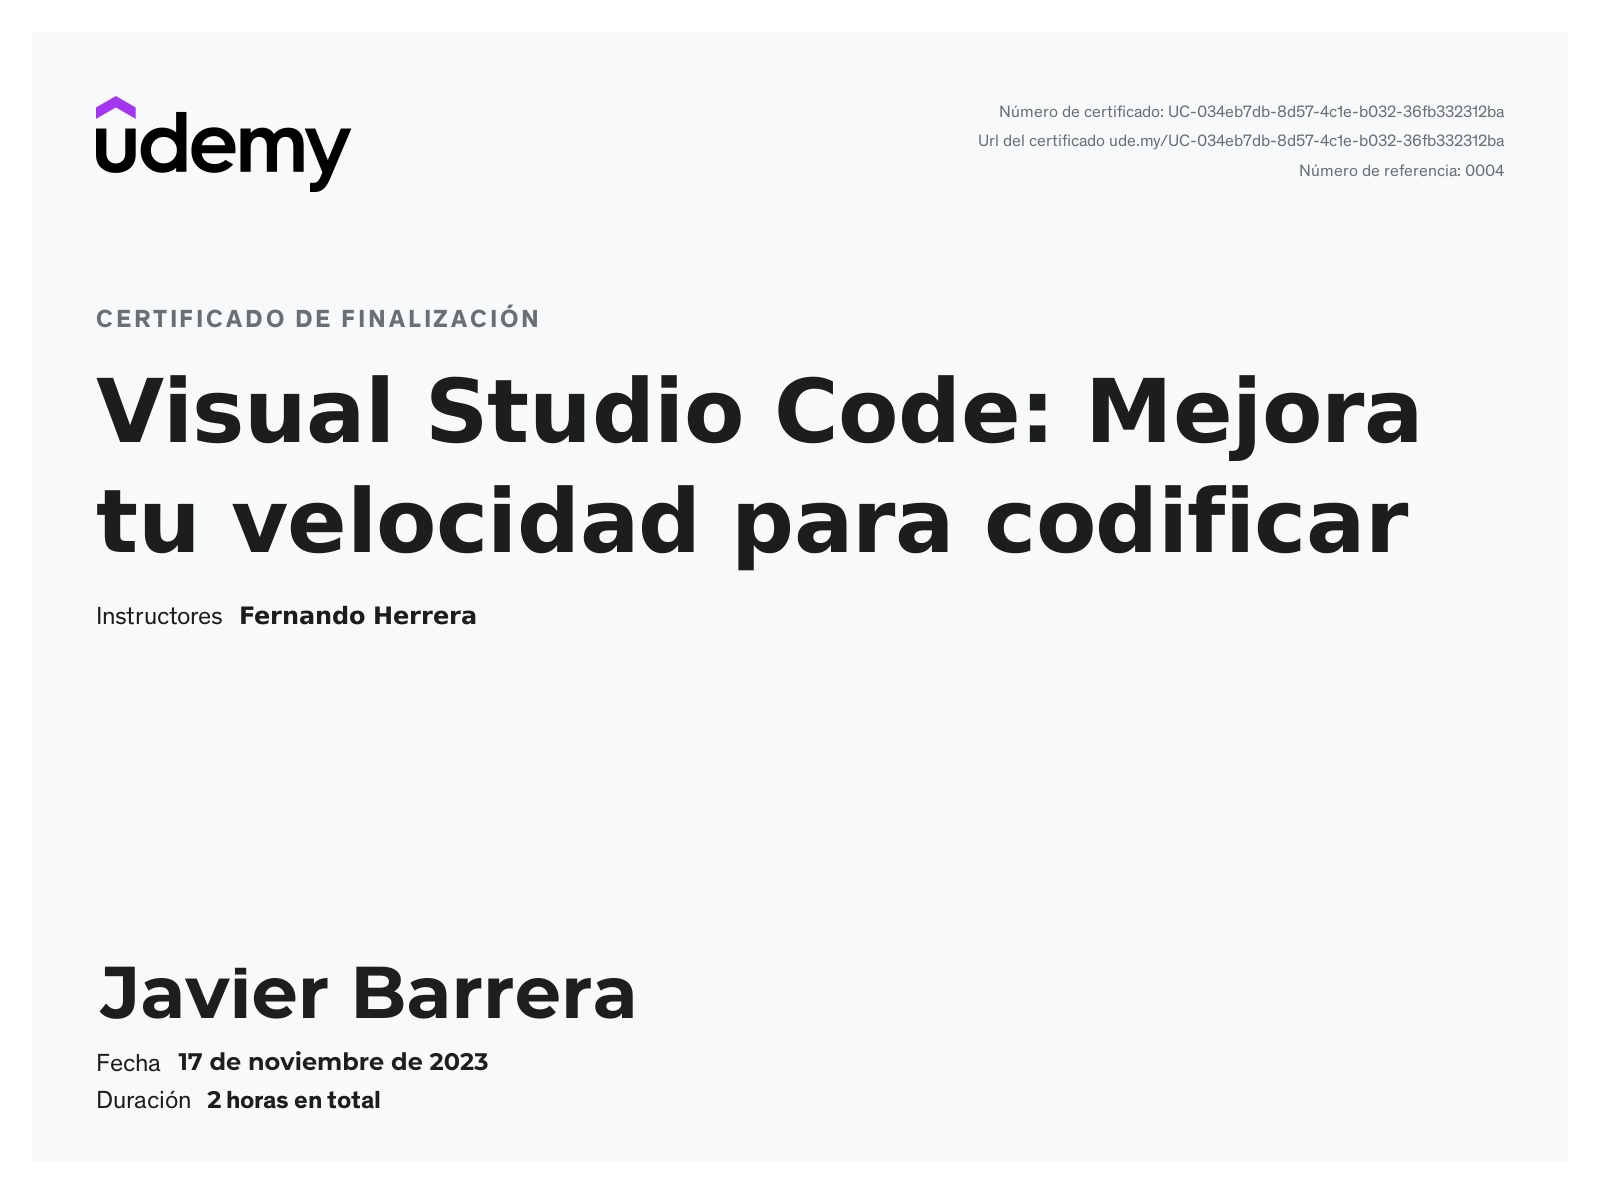 udemy
Número de certificado: UC-034eb7db-8d57-4c1e-b032-36fb332312ba
Url del certificado ude.my/UC-034eb7db-8d57-4c1e-b032-36fb332312ba
Número de referencia: 0004
CERTIFICADO DE FINALIZACIÓN
Visual Studio Code: Mejora
tu velocidad para codificar
Instructores Fernando Herrera
Javier Barrera
Fecha 17 de noviembre de 2023
Duración 2 horas en total